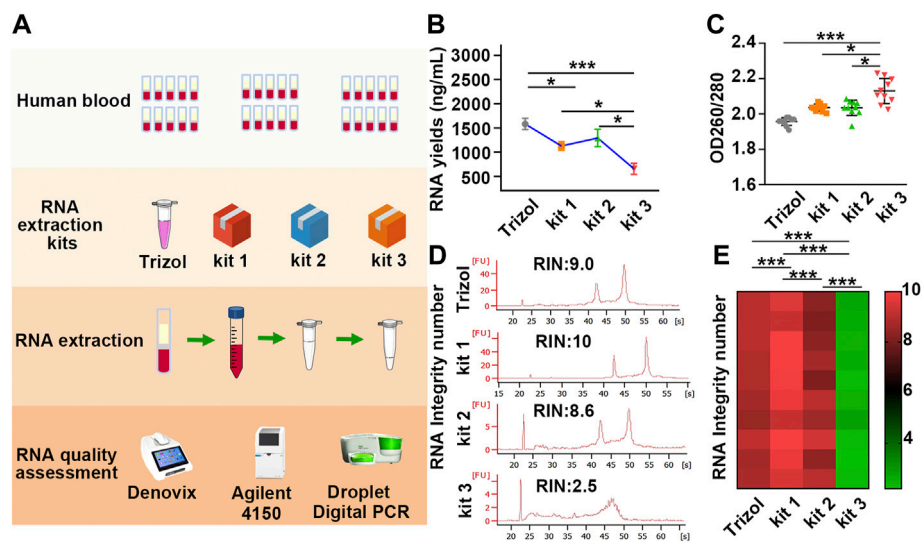 A
Human blood
RNA
extraction
kits
Trizol
kit 1
kit 2
kit 3
RNA extraction
RNA quality
assessment
Denovix
Agilent
4150
Droplet
Digital PCR
B
RNA yields (ng/mL)
3000
2500
2000
1500
1000
500
***
*
*
*
Trizol
kit 1
kit 2
kit 3
C
OD260/280
2.4
2.2
2.0
1.8
1.6
***
*
*
Trizol
kit 1
kit 2
kit 3
D
RNA Integrity number
Trizol
[FU]
40
20
0
RIN:9.0
20 25 30 35 40 45 50 55 60 [s]
kit 1
[FU]
60
40
20
0
RIN:10
15 20 25 30 35 40 45 50 55 60 [s]
kit 2
[FU]
5
0
RIN:8.6
20 25 30 35 40 45 50 55 60 65 [s]
kit 3
[FU]
4
2
0
RIN:2.5
15 20 25 30 35 40 45 50 55 60 [s]
E
***
***
***
***
***
RNA Integrity number
10
8
6
4
2
Trizol
kit 1
kit 2
kit 3